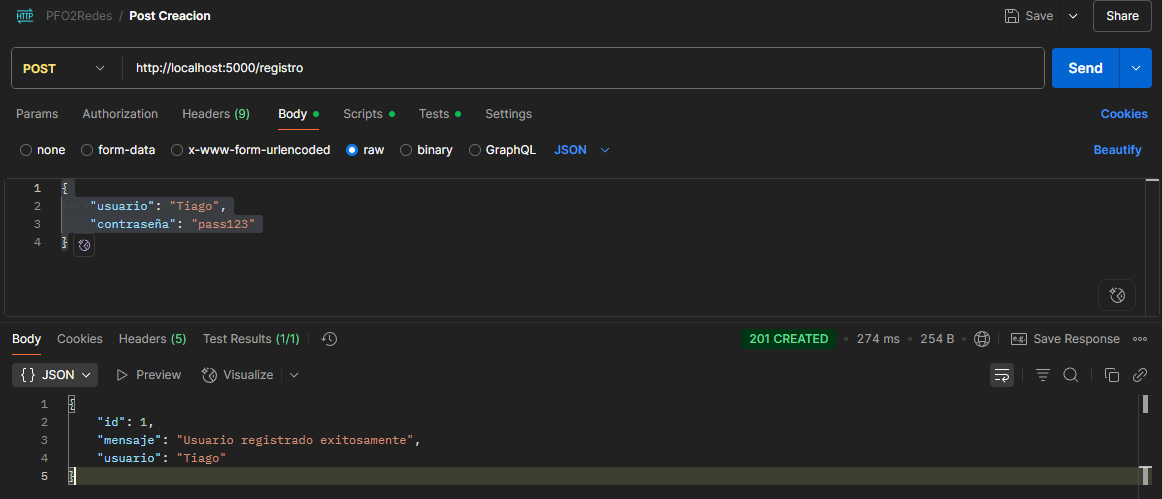 HTTP PFO2Redes / Post Creacion Save Share
POST http://localhost:5000/registro Send
Params Authorization Headers (9) Body Scripts Tests Settings Cookies
none form-data x-www-form-urlencoded raw binary GraphQL JSON Beautify
1 {
2 "usuario": "Tiago",
3 "contraseña": "pass123"
4 }
Body Cookies Headers (5) Test Results (1/1) 201 CREATED 274 ms 254 B e.g. Save Response
{} JSON Preview Visualize
1 {
2 "id": 1,
3 "mensaje": "Usuario registrado exitosamente",
4 "usuario": "Tiago"
5 }